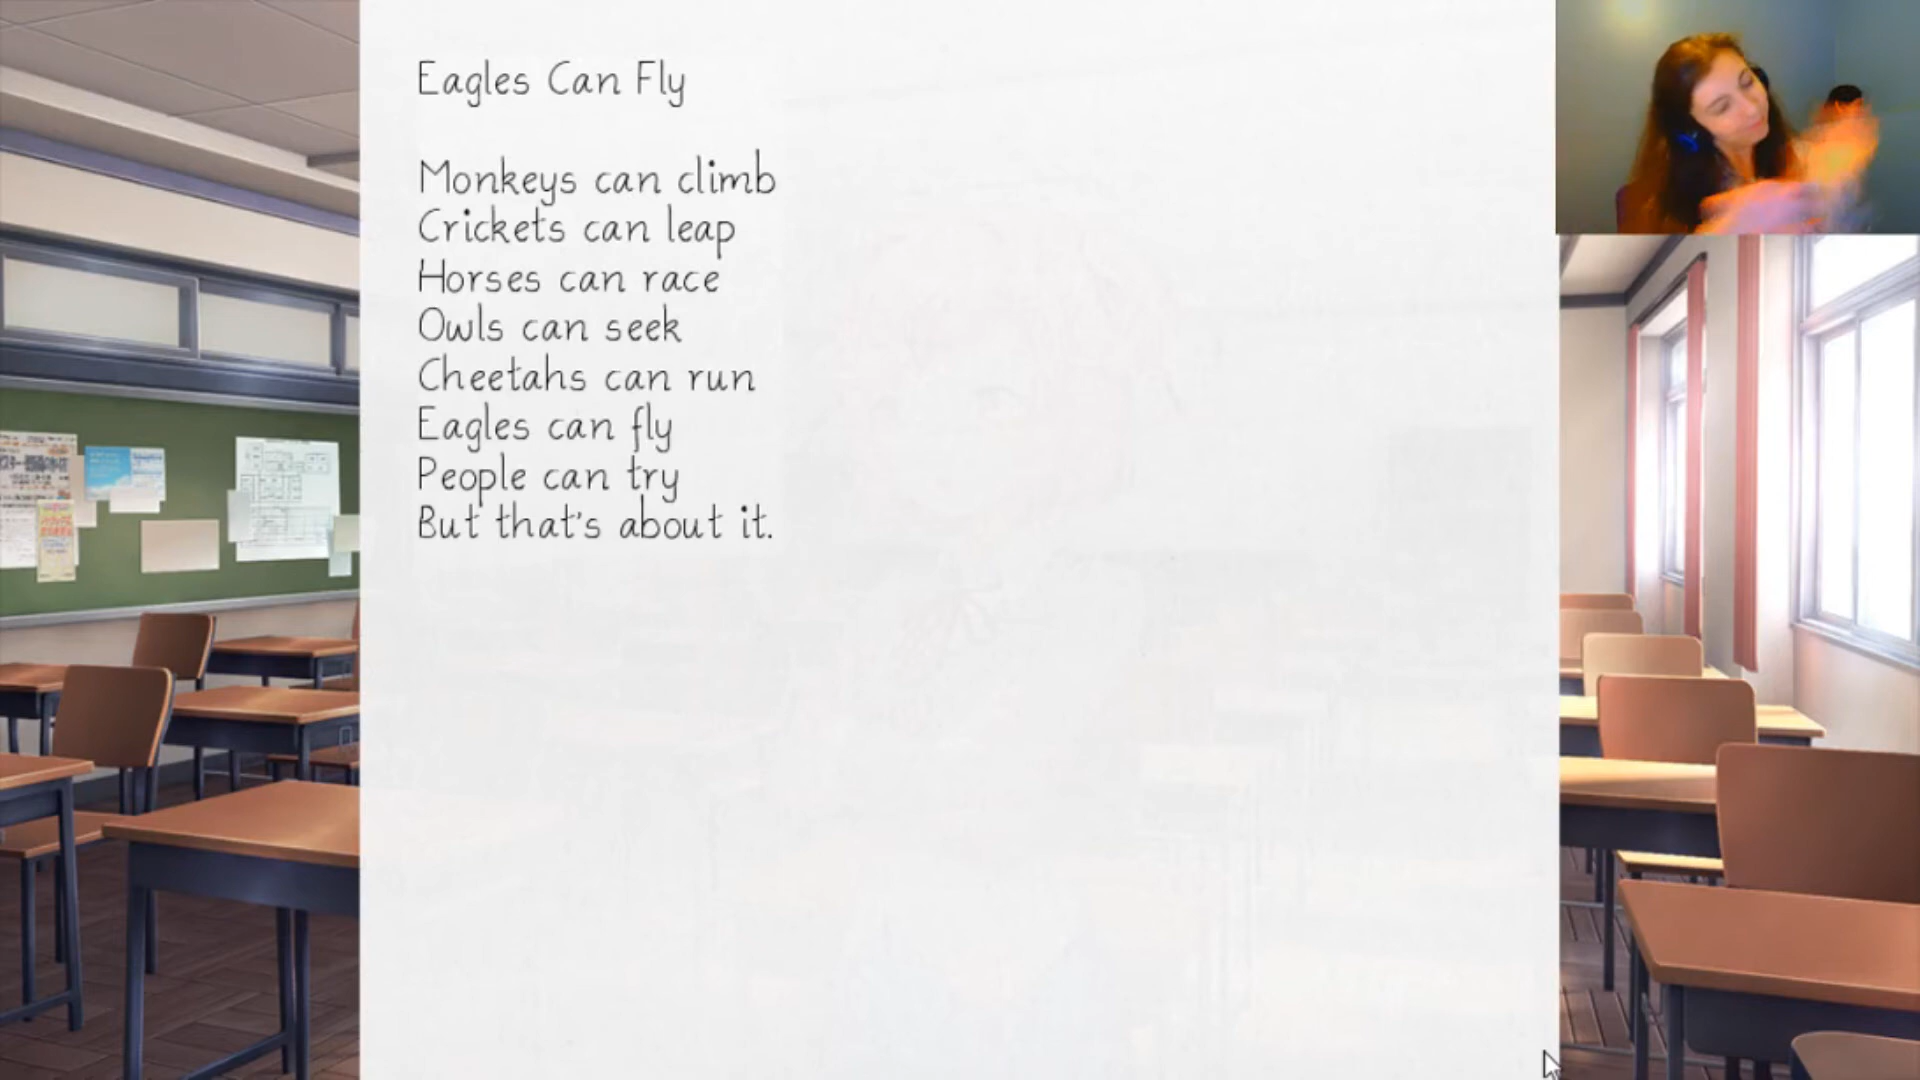 Eagles Can Fly
Monkeys can climb
Crickets can leap
Horses can race
Owls can seek
Cheetahs can run
Eagles can fly
People can try
But that's about it.